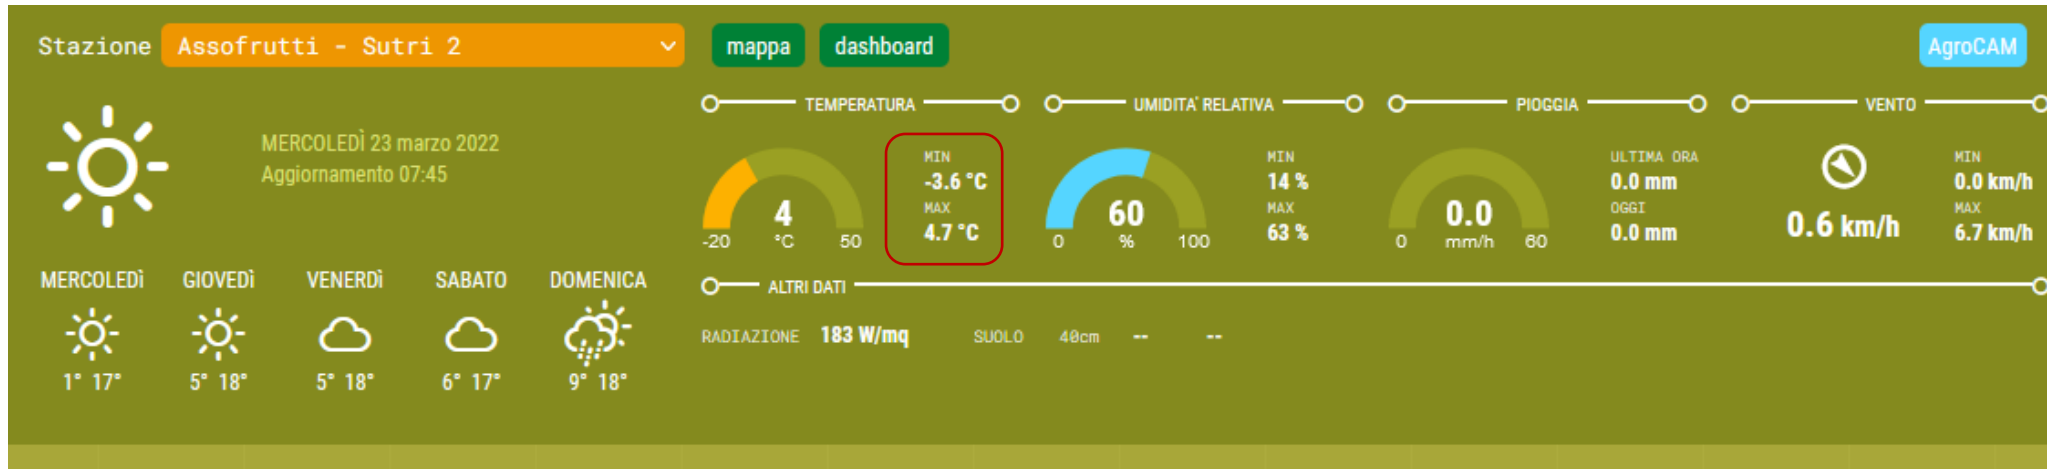 Stazione Assofrutti - Sutri 2 mappa dashboard AgroCAM
MERCOLEDÌ 23 marzo 2022
Aggiornamento 07:45
TEMPERATURA
4
°C
-20 50
MIN
-3.6 °C
MAX
4.7 °C
UMIDITA' RELATIVA
60
%
0 100
MIN
14 %
MAX
63 %
PIOGGIA
0.0
mm/h
0 60
ULTIMA ORA
0.0 mm
OGGI
0.0 mm
VENTO
0.6 km/h
MIN
0.0 km/h
MAX
6.7 km/h
MERCOLEDÌ GIOVEDÌ VENERDÌ SABATO DOMENICA
1° 17° 5° 18° 5° 18° 6° 17° 9° 18°
ALTRI DATI
RADIAZIONE 183 W/mq SUOLO 40cm -- --